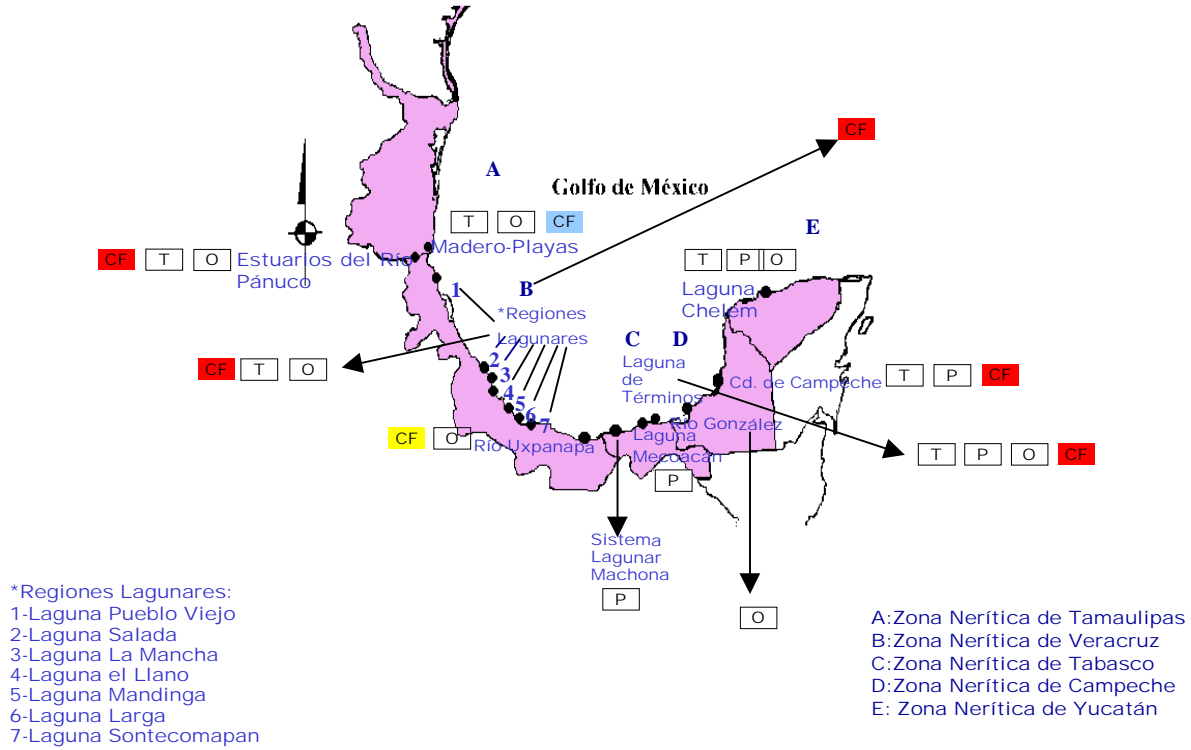 CF
A
Golfo de México
T O CF
E
Madero-Playas
CF T O Estuarios del Río
Pánuco
T P O
Laguna
Chelem
1
B
*Regiones
Lagunares
C
D
2
CF T O
3
Laguna
de
Términos
Cd. de Campeche
T P CF
4
5
6
7
CF O
Río Uxpanapa
Río González
Laguna
Mecoacán
P
T P O CF
Sistema
Lagunar
Machona
P
O
*Regiones Lagunares:
1-Laguna Pueblo Viejo
2-Laguna Salada
3-Laguna La Mancha
4-Laguna el Llano
5-Laguna Mandinga
6-Laguna Larga
7-Laguna Sontecomapan
A:Zona Nerítica de Tamaulipas
B:Zona Nerítica de Veracruz
C:Zona Nerítica de Tabasco
D:Zona Nerítica de Campeche
E: Zona Nerítica de Yucatán